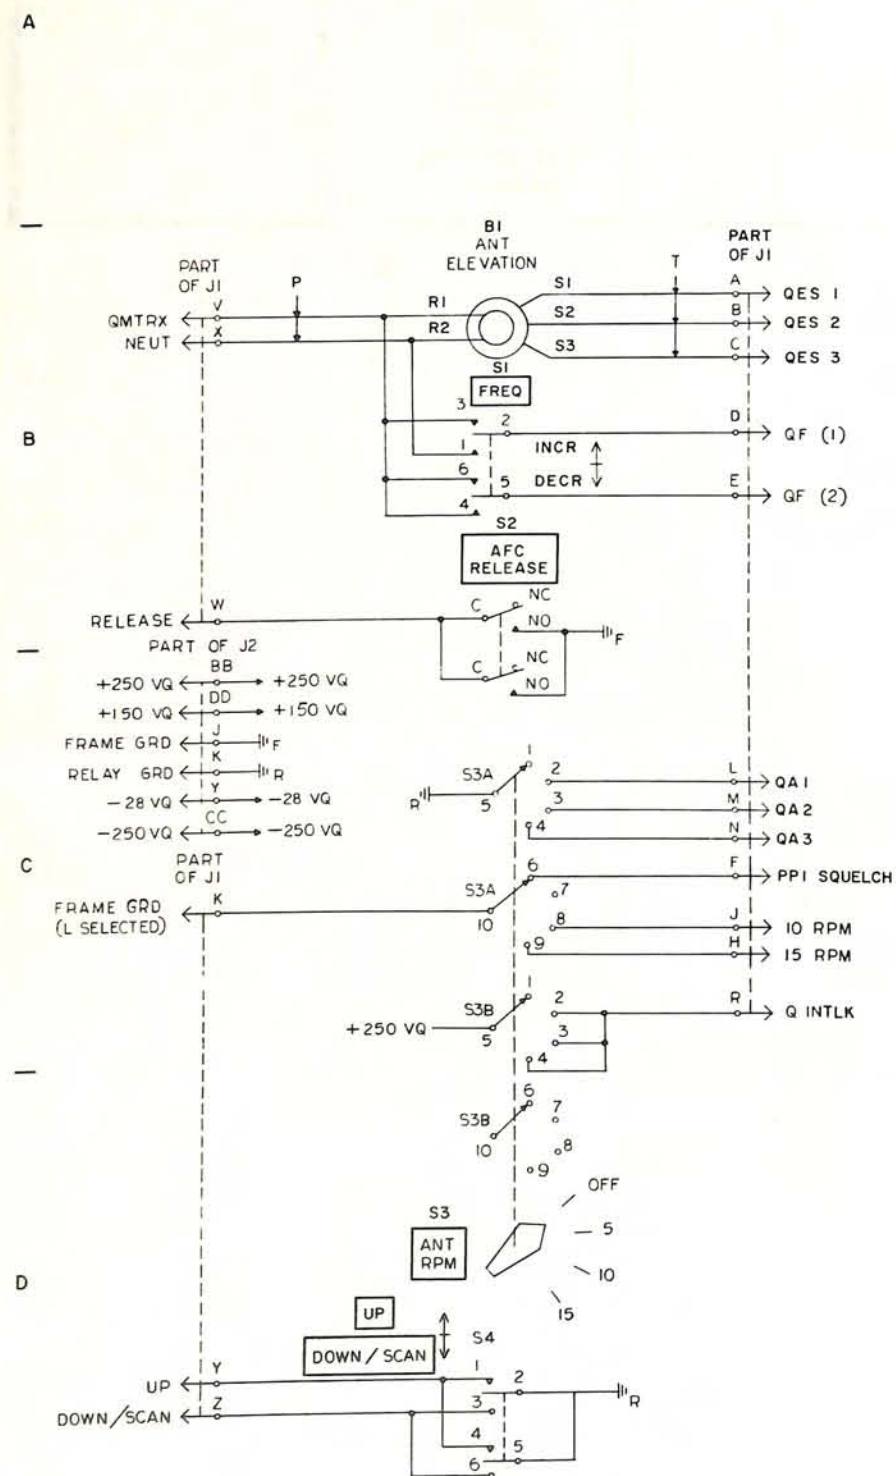 A
B1
ANT
ELEVATION
PART
OF J1
PART
OF J1
P
T
V
R1
S1
A
QES 1
QMTRX
X
R2
S2
B
QES 2
NEUT
S3
C
QES 3
S1
FREQ
3
2
D
QF (1)
B
1
INCR
6
DECR
5
E
QF (2)
4
S2
AFC
RELEASE
W
C
NC
RELEASE
NO
F
PART OF J2
C
NC
BB
+250 VQ
+250 VQ
NO
DD
+150 VQ
+150 VQ
J
FRAME GRD
F
K
1
RELAY GRD
R
S3A
2
L
QA1
Y
R
5
-28 VQ
-28 VQ
3
M
QA2
CC
4
N
QA3
-250 VQ
-250 VQ
C
PART
OF J1
6
F
PPI SQUELCH
K
S3A
7
FRAME GRD
(L SELECTED)
10
8
J
10 RPM
9
H
15 RPM
1
S3B
2
R
Q INTLK
+250 VQ
5
3
4
6
S3B
7
10
8
9
OFF
S3
ANT
RPM
5
10
15
D
UP
S4
DOWN / SCAN
Y
1
2
UP
R
Z
3
DOWN/SCAN
4
5
6